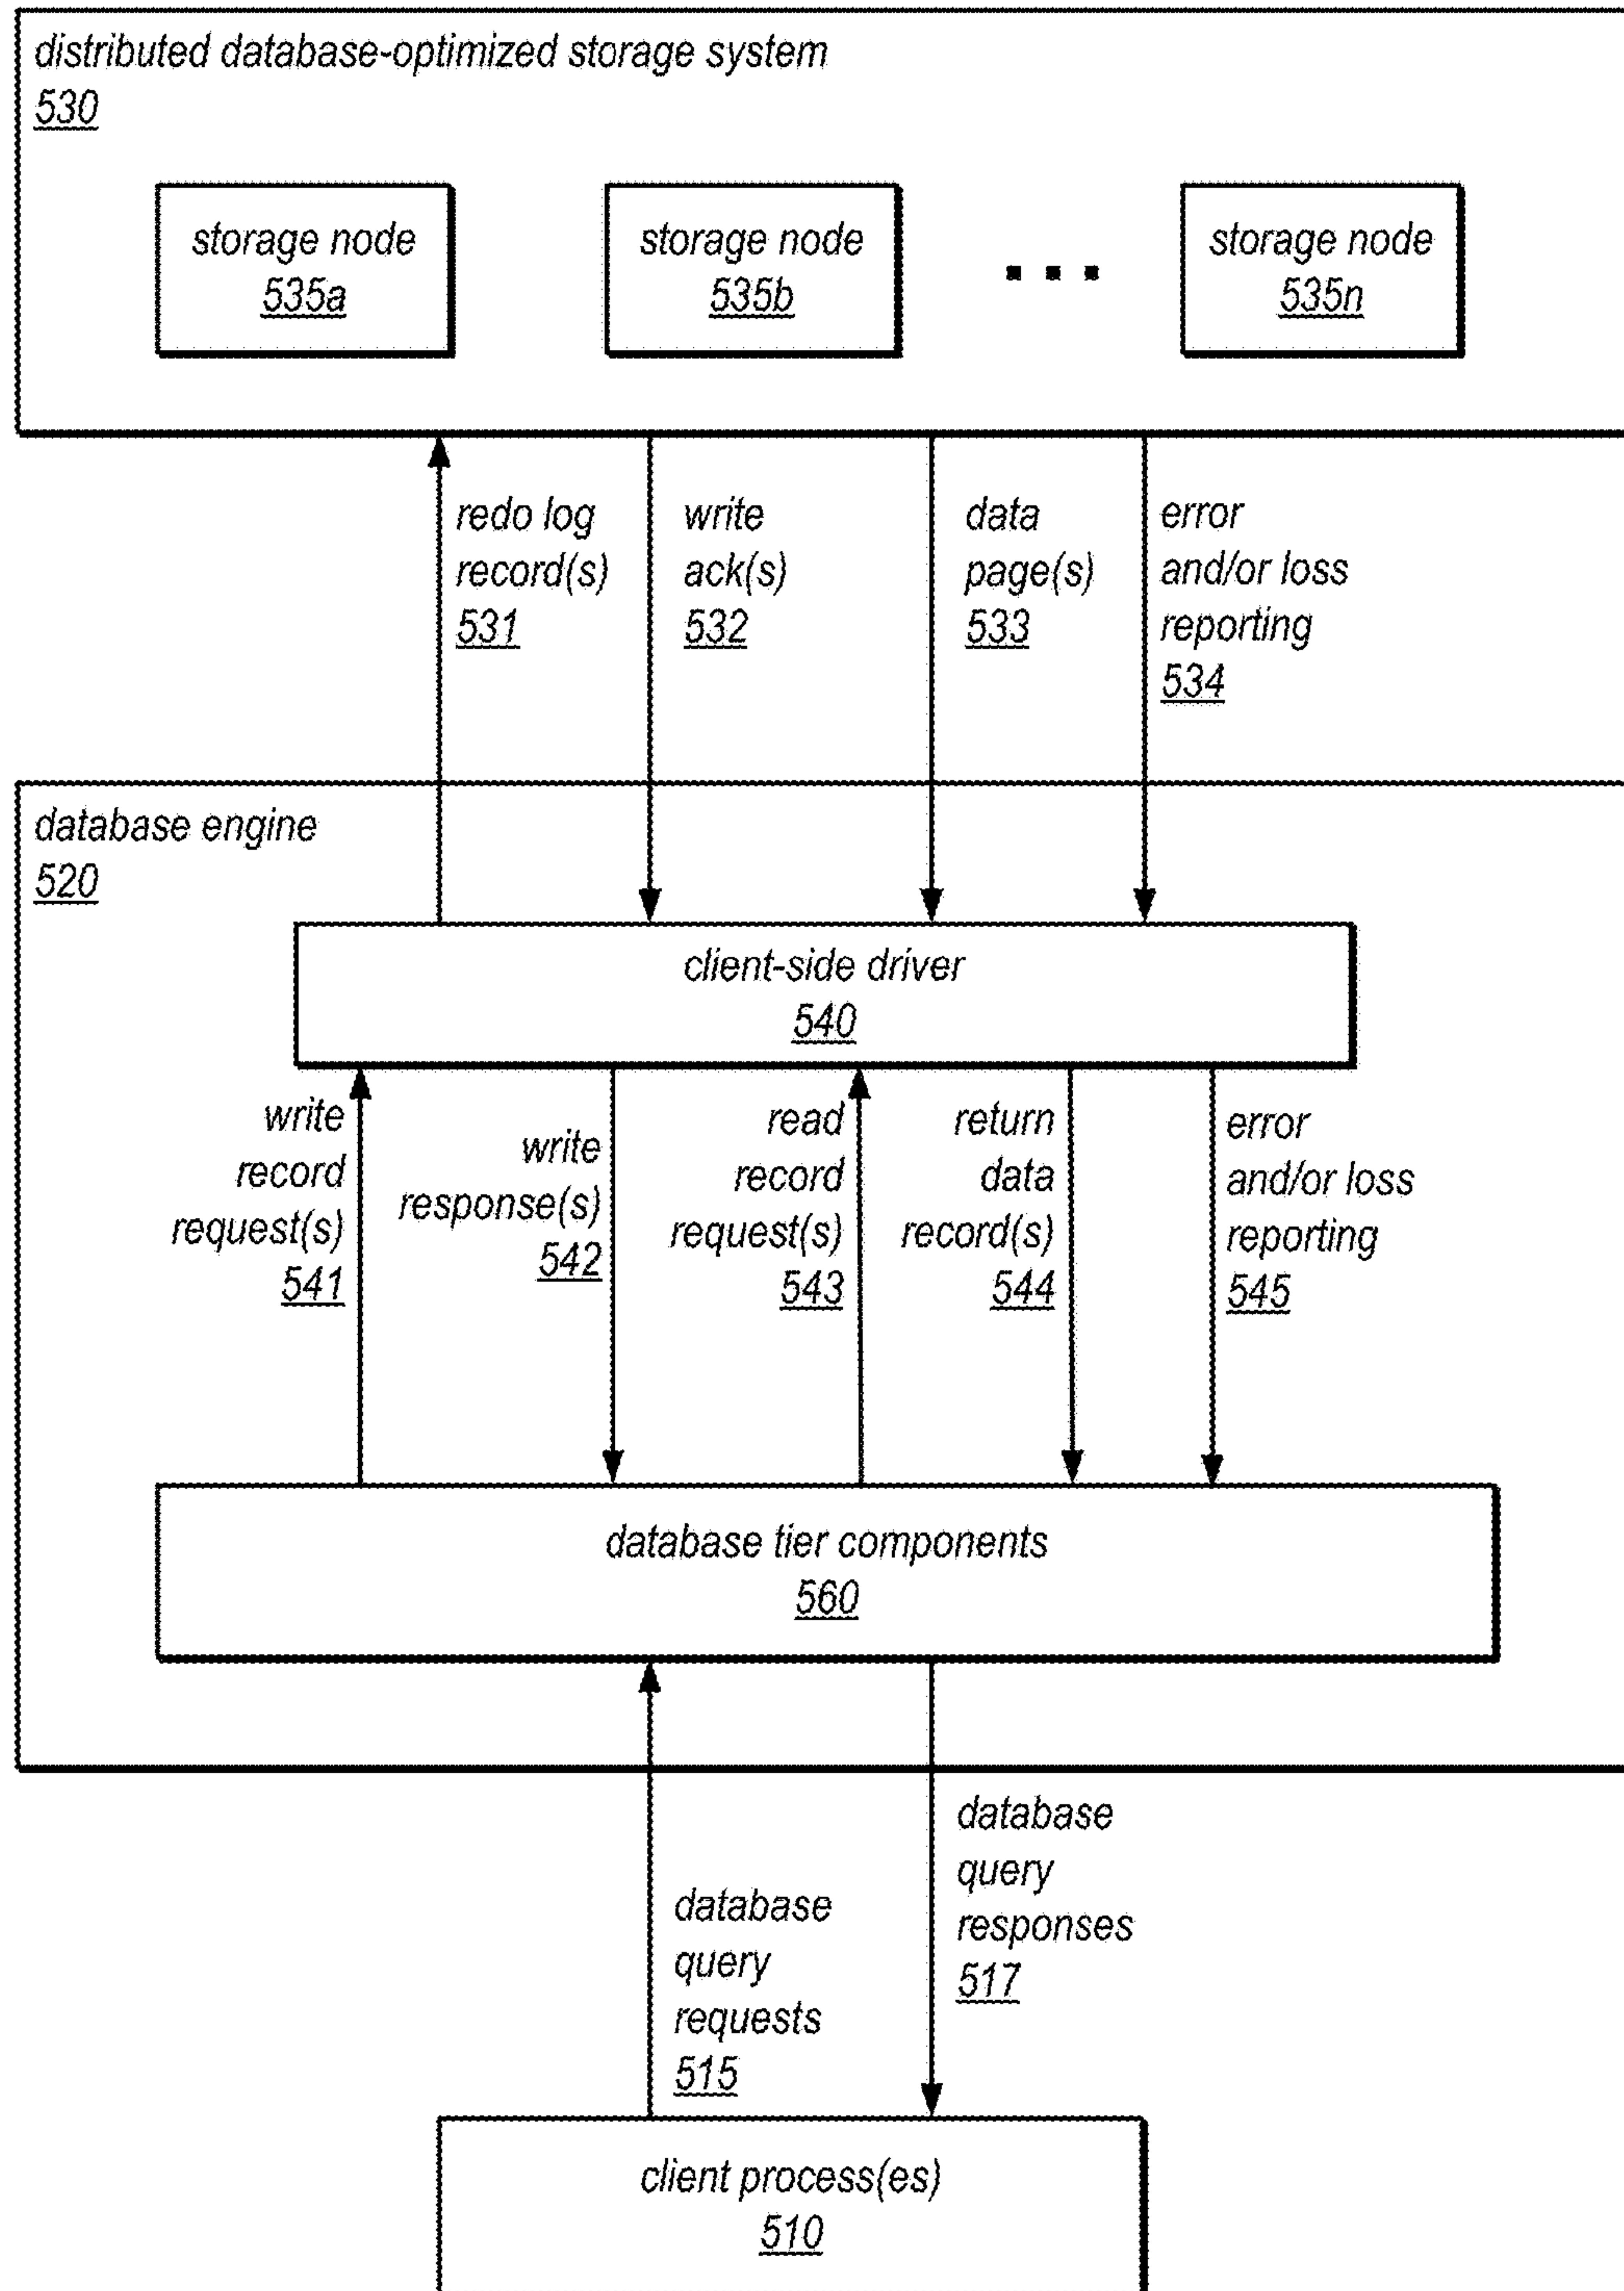 distributed database-optimized storage system
530
storage node
535a
storage node
535b
storage node
535n
redo log
record(s)
531
write
ack(s)
532
data
page(s)
533
error
and/or loss
reporting
534
database engine
520
client-side driver
540
write
record
request(s)
541
write
response(s)
542
read
record
request(s)
543
return
data
record(s)
544
error
and/or loss
reporting
545
database tier components
560
database
query
requests
515
database
query
responses
517
client process(es)
510